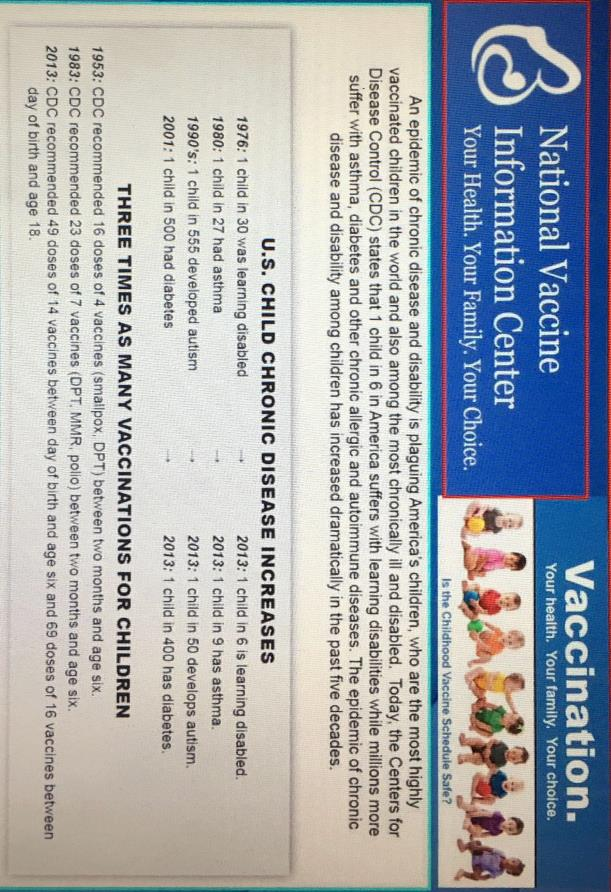 National Vaccine
Information Center
Your Health. Your Family. Your Choice.
Vaccination.
Your health. Your family. Your choice.
Is the Childhood Vaccine Schedule Safe?
An epidemic of chronic disease and disability is plaguing America's children, who are the most highly
vaccinated children in the world and also among the most chronically ill and disabled. Today, the Centers for
Disease Control (CDC) states that 1 child in 6 in America suffers with learning disabilities while millions more
suffer with asthma, diabetes and other chronic allergic and autoimmune diseases. The epidemic of chronic
disease and disability among children has increased dramatically in the past five decades.
U.S. CHILD CHRONIC DISEASE INCREASES
1976: 1 child in 30 was learning disabled → 2013: 1 child in 6 is learning disabled.
1980: 1 child in 27 had asthma → 2013: 1 child in 9 has asthma.
1990's: 1 child in 555 developed autism → 2013: 1 child in 50 develops autism.
2001: 1 child in 500 had diabetes → 2013: 1 child in 400 has diabetes.
THREE TIMES AS MANY VACCINATIONS FOR CHILDREN
1953: CDC recommended 16 doses of 4 vaccines (smallpox, DPT) between two months and age six.
1983: CDC recommended 23 doses of 7 vaccines (DPT, MMR, polio) between two months and age six.
2013: CDC recommended 49 doses of 14 vaccines between day of birth and age six and 69 doses of 16 vaccines between
day of birth and age 18.